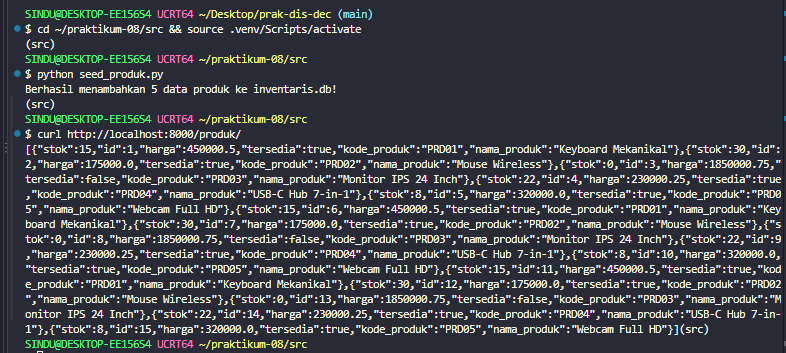 SINDU@DESKTOP-EE156S4 UCRT64 ~/Desktop/prak-dis-dec (main)
$ cd ~/praktikum-08/src && source .venv/Scripts/activate
(src)
SINDU@DESKTOP-EE156S4 UCRT64 ~/praktikum-08/src
$ python seed_produk.py
Berhasil menambahkan 5 data produk ke inventaris.db!
(src)
SINDU@DESKTOP-EE156S4 UCRT64 ~/praktikum-08/src
$ curl http://localhost:8000/produk/
[{"stok":15,"id":1,"harga":450000.5,"tersedia":true,"kode_produk":"PRD01","nama_produk":"Keyboard Mekanikal"},{"stok":30,"id":
2,"harga":175000.0,"tersedia":true,"kode_produk":"PRD02","nama_produk":"Mouse Wireless"},{"stok":0,"id":3,"harga":1850000.75,
"tersedia":false,"kode_produk":"PRD03","nama_produk":"Monitor IPS 24 Inch"},{"stok":22,"id":4,"harga":230000.25,"tersedia":true
,"kode_produk":"PRD04","nama_produk":"USB-C Hub 7-in-1"},{"stok":8,"id":5,"harga":320000.0,"tersedia":true,"kode_produk":"PRD0
5","nama_produk":"Webcam Full HD"},{"stok":15,"id":6,"harga":450000.5,"tersedia":true,"kode_produk":"PRD01","nama_produk":"Key
board Mekanikal"},{"stok":30,"id":7,"harga":175000.0,"tersedia":true,"kode_produk":"PRD02","nama_produk":"Mouse Wireless"},{"s
tok":0,"id":8,"harga":1850000.75,"tersedia":false,"kode_produk":"PRD03","nama_produk":"Monitor IPS 24 Inch"},{"stok":22,"id":9
,"harga":230000.25,"tersedia":true,"kode_produk":"PRD04","nama_produk":"USB-C Hub 7-in-1"},{"stok":8,"id":10,"harga":320000.0,
"tersedia":true,"kode_produk":"PRD05","nama_produk":"Webcam Full HD"},{"stok":15,"id":11,"harga":450000.5,"tersedia":true,"kod
e_produk":"PRD01","nama_produk":"Keyboard Mekanikal"},{"stok":30,"id":12,"harga":175000.0,"tersedia":true,"kode_produk":"PRD02
","nama_produk":"Mouse Wireless"},{"stok":0,"id":13,"harga":1850000.75,"tersedia":false,"kode_produk":"PRD03","nama_produk":"M
onitor IPS 24 Inch"},{"stok":22,"id":14,"harga":230000.25,"tersedia":true,"kode_produk":"PRD04","nama_produk":"USB-C Hub 7-in-
1"},{"stok":8,"id":15,"harga":320000.0,"tersedia":true,"kode_produk":"PRD05","nama_produk":"Webcam Full HD"}](src)
SINDU@DESKTOP-EE156S4 UCRT64 ~/praktikum-08/src